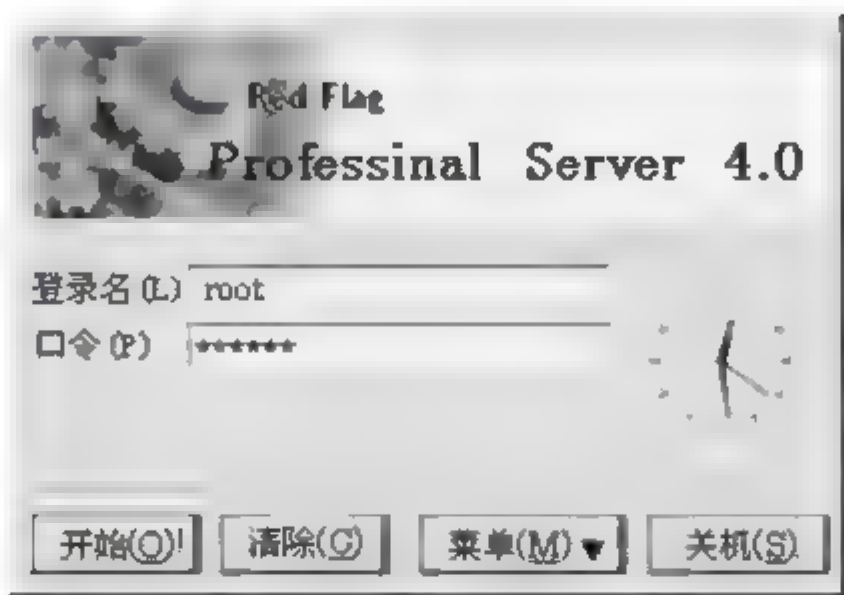 Red Flag
Professinal Server 4.0
登录名(L) root
口令(P) ******
开始(O)! 清除(C) 菜单(M) 关机(S)